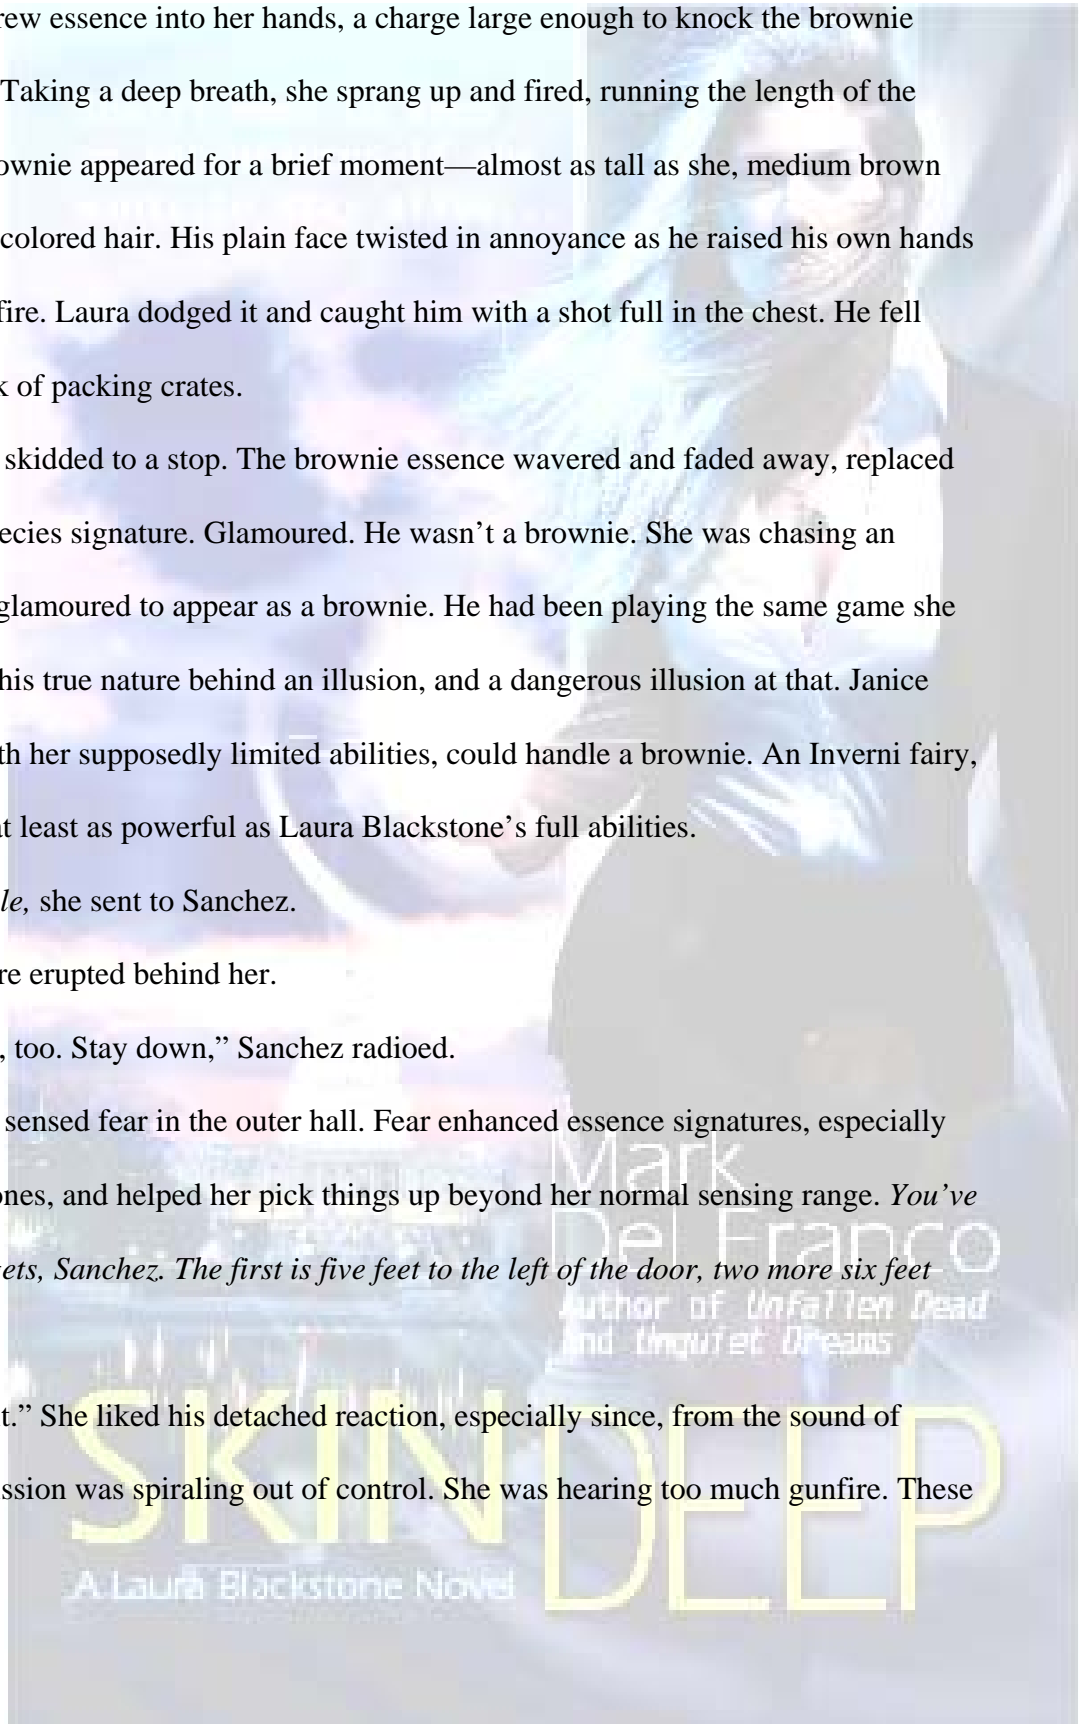 rew essence into her hands, a charge large enough to knock the brownie
Taking a deep breath, she sprang up and fired, running the length of the
ownie appeared for a brief moment—almost as tall as she, medium brown
colored hair. His plain face twisted in annoyance as he raised his own hands
fire. Laura dodged it and caught him with a shot full in the chest. He fell
k of packing crates.
skidded to a stop. The brownie essence wavered and faded away, replaced
ecies signature. Glamoured. He wasn’t a brownie. She was chasing an
glamoured to appear as a brownie. He had been playing the same game she
his true nature behind an illusion, and a dangerous illusion at that. Janice
th her supposedly limited abilities, could handle a brownie. An Inverni fairy,
at least as powerful as Laura Blackstone’s full abilities.
le, she sent to Sanchez.
re erupted behind her.
, too. Stay down,” Sanchez radioed.
sensed fear in the outer hall. Fear enhanced essence signatures, especially
ones, and helped her pick things up beyond her normal sensing range. You’ve
ets, Sanchez. The first is five feet to the left of the door, two more six feet
t.” She liked his detached reaction, especially since, from the sound of
ssion was spiraling out of control. She was hearing too much gunfire. These
Mark
Del Franco
Author of Unfallen Dead
and Unquiet Dreams
SKIN DEEP
A Laura Blackstone Novel